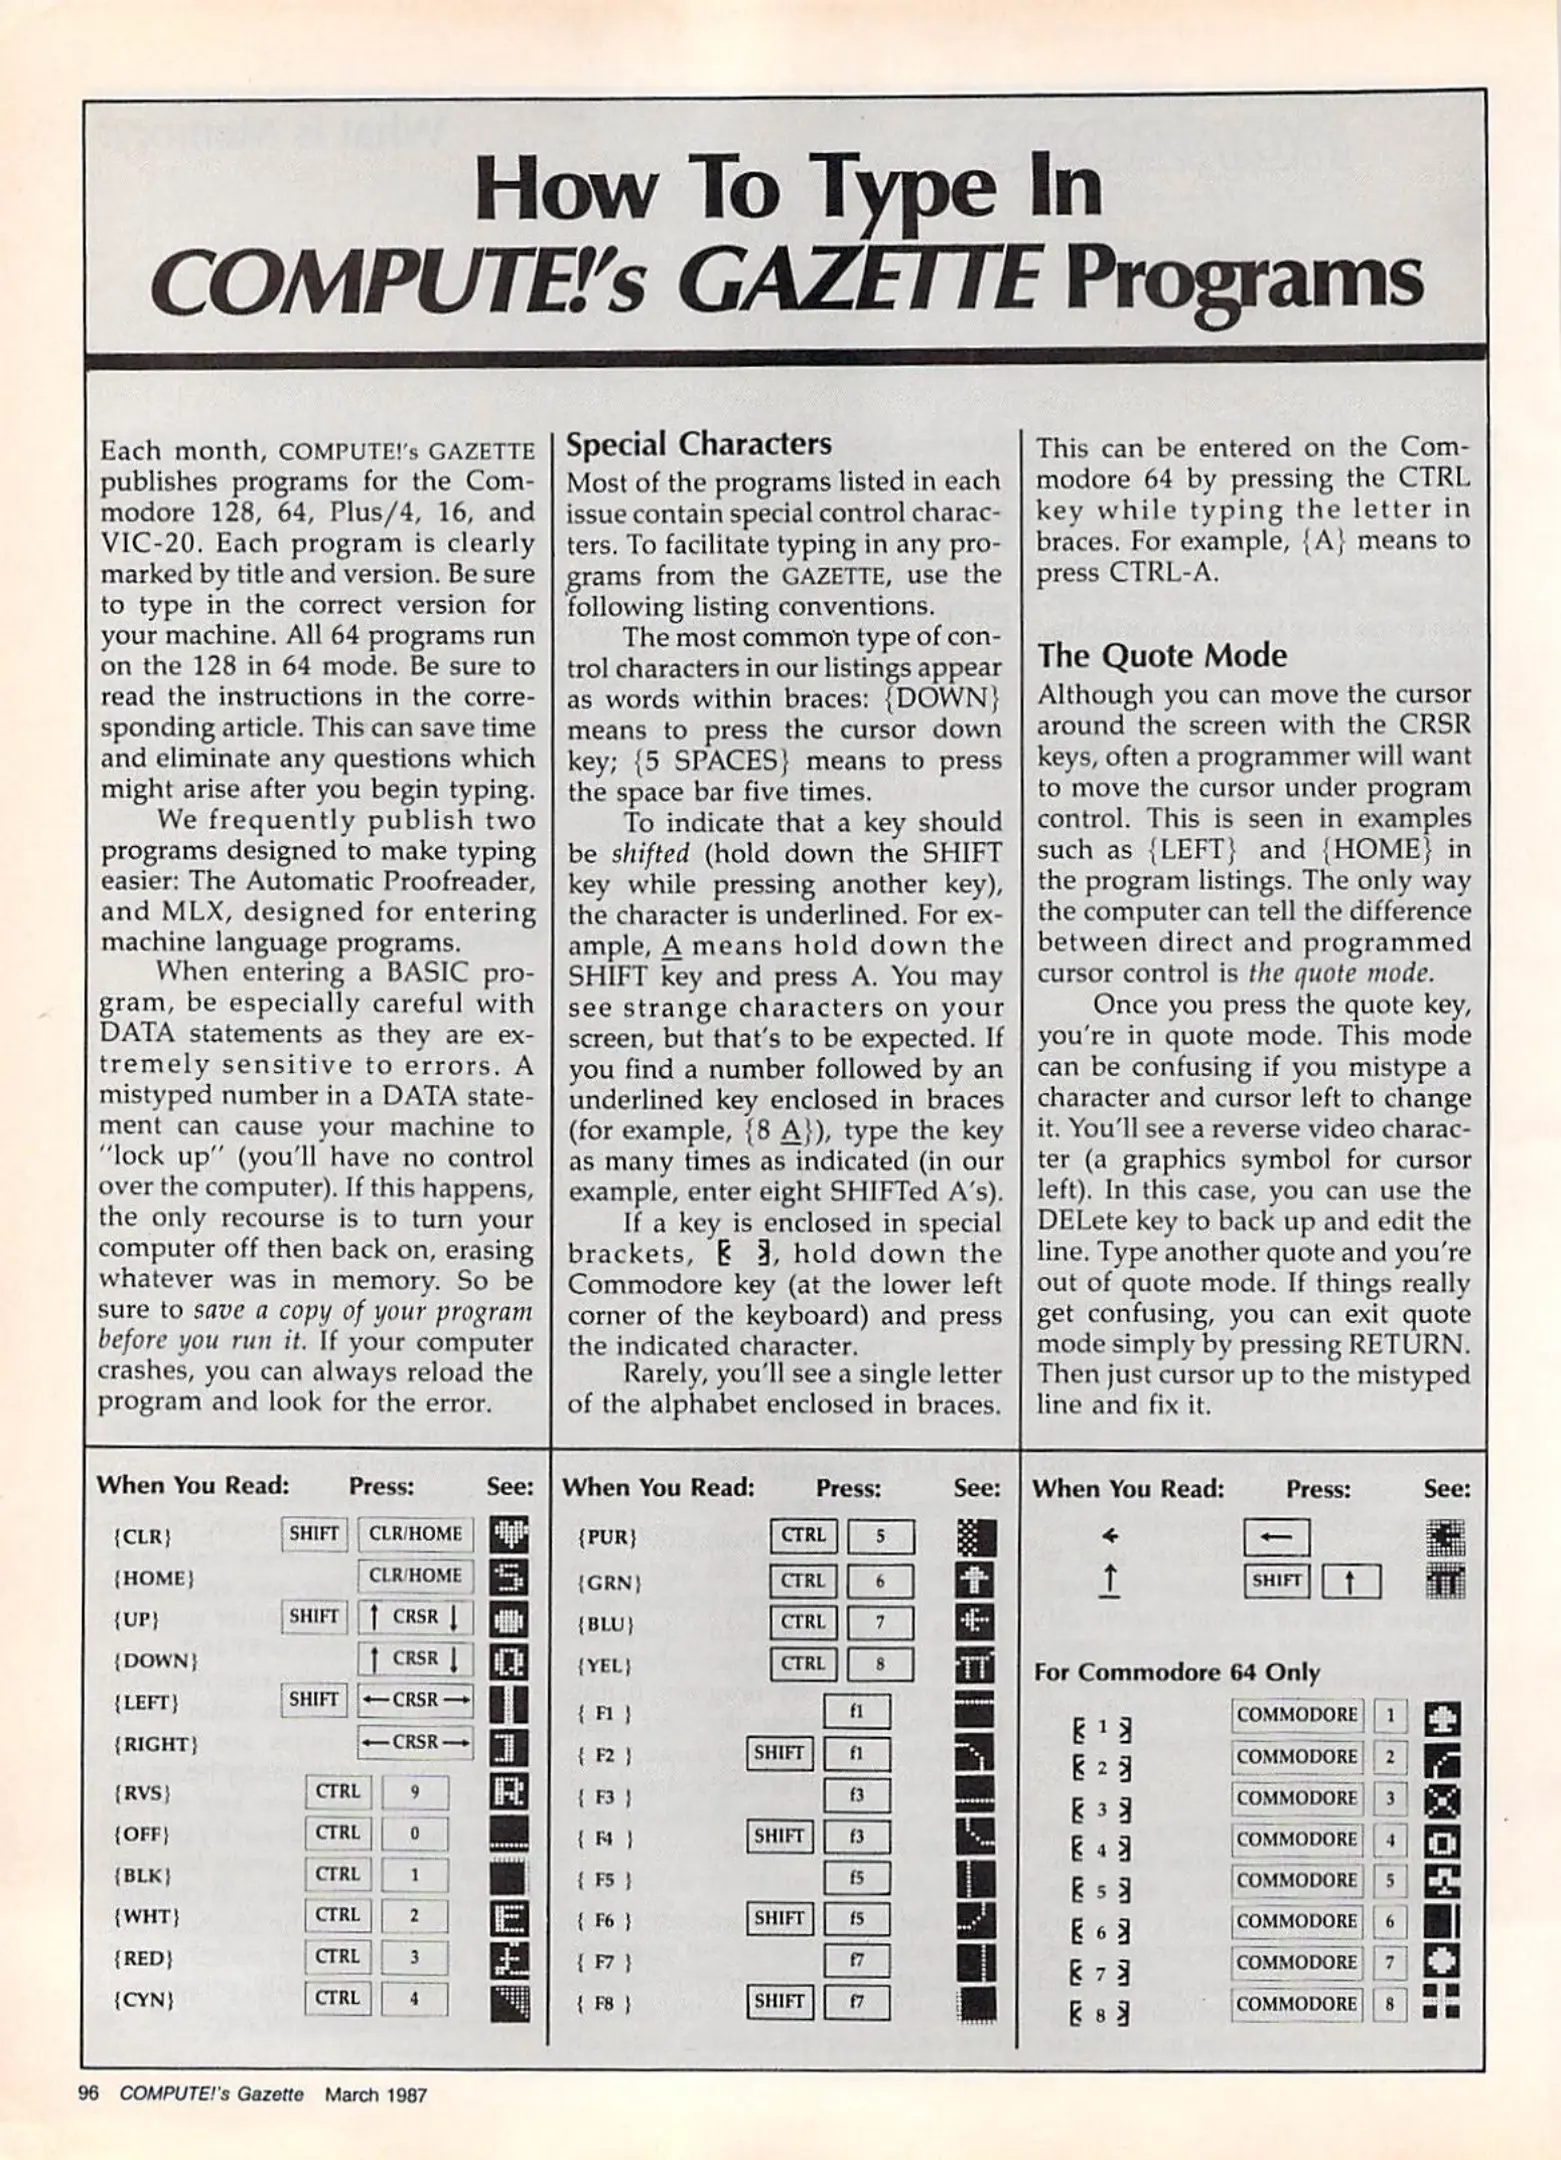 How To Type In
COMPUTE!'s GAZETTE Programs
Each month, COMPUTE!'s GAZETTE
publishes programs for the Com-
modore 128, 64, Plus/4, 16, and
VIC-20. Each program is clearly
marked by title and version. Be sure
to type in the correct version for
your machine. All 64 programs run
on the 128 in 64 mode. Be sure to
read the instructions in the corre-
sponding article. This can save time
and eliminate any questions which
might arise after you begin typing.
We frequently publish two
programs designed to make typing
easier: The Automatic Proofreader,
and MLX, designed for entering
machine language programs.
When entering a BASIC pro-
gram, be especially careful with
DATA statements as they are ex-
tremely sensitive to errors. A
mistyped number in a DATA state-
ment can cause your machine to
"lock up" (you'll have no control
over the computer). If this happens,
the only recourse is to turn your
computer off then back on, erasing
whatever was in memory. So be
sure to save a copy of your program
before you run it. If your computer
crashes, you can always reload the
program and look for the error.
Special Characters
Most of the programs listed in each
issue contain special control charac-
ters. To facilitate typing in any pro-
grams from the GAZETTE, use the
following listing conventions.
The most common type of con-
trol characters in our listings appear
as words within braces: {DOWN}
means to press the cursor down
key; {5 SPACES} means to press
the space bar five times.
To indicate that a key should
be shifted (hold down the SHIFT
key while pressing another key),
the character is underlined. For ex-
ample, A means hold down the
SHIFT key and press A. You may
see strange characters on your
screen, but that's to be expected. If
you find a number followed by an
underlined key enclosed in braces
(for example, {8 A}), type the key
as many times as indicated (in our
example, enter eight SHIFTed A's).
If a key is enclosed in special
brackets, [< >], hold down the
Commodore key (at the lower left
corner of the keyboard) and press
the indicated character.
Rarely, you'll see a single letter
of the alphabet enclosed in braces.
This can be entered on the Com-
modore 64 by pressing the CTRL
key while typing the letter in
braces. For example, {A} means to
press CTRL-A.
The Quote Mode
Although you can move the cursor
around the screen with the CRSR
keys, often a programmer will want
to move the cursor under program
control. This is seen in examples
such as {LEFT} and {HOME} in
the program listings. The only way
the computer can tell the difference
between direct and programmed
cursor control is the quote mode.
Once you press the quote key,
you're in quote mode. This mode
can be confusing if you mistype a
character and cursor left to change
it. You'll see a reverse video charac-
ter (a graphics symbol for cursor
left). In this case, you can use the
DELete key to back up and edit the
line. Type another quote and you're
out of quote mode. If things really
get confusing, you can exit quote
mode simply by pressing RETURN.
Then just cursor up to the mistyped
line and fix it.
When You Read: Press: See:
{CLR} SHIFT CLR/HOME ♥
{HOME} CLR/HOME S
{UP} SHIFT ↑ CRSR ↓
{DOWN} ↑ CRSR ↓ Q
{LEFT} SHIFT ← CRSR →
{RIGHT} ← CRSR → ]
{RVS} CTRL 9 R
{OFF} CTRL 0
{BLK} CTRL 1
{WHT} CTRL 2 E
{RED} CTRL 3 £
{CYN} CTRL 4
When You Read: Press: See:
{PUR} CTRL 5
{GRN} CTRL 6 ↑
{BLU} CTRL 7 ←
{YEL} CTRL 8 π
{ F1 } f1
{ F2 } SHIFT f1
{ F3 } f3
{ F4 } SHIFT f3
{ F5 } f5
{ F6 } SHIFT f5
{ F7 } f7
{ F8 } SHIFT f7
When You Read: Press: See:
← ← ←
↑ SHIFT ↑ π
For Commodore 64 Only
[< 1 >] COMMODORE 1
[< 2 >] COMMODORE 2
[< 3 >] COMMODORE 3
[< 4 >] COMMODORE 4
[< 5 >] COMMODORE 5
[< 6 >] COMMODORE 6
[< 7 >] COMMODORE 7
[< 8 >] COMMODORE 8
96 COMPUTE!'s Gazette March 1987